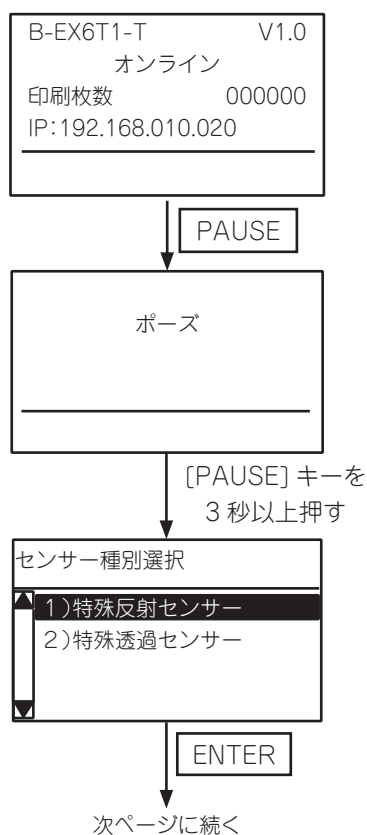 B-EX6T1-T V1.0
オンライン
印刷枚数 000000
IP:192.168.010.020
PAUSE
ポーズ
[PAUSE] キーを
3 秒以上押す
センサー種別選択
1)特殊反射センサー
2)特殊透過センサー
ENTER
次ページに続く